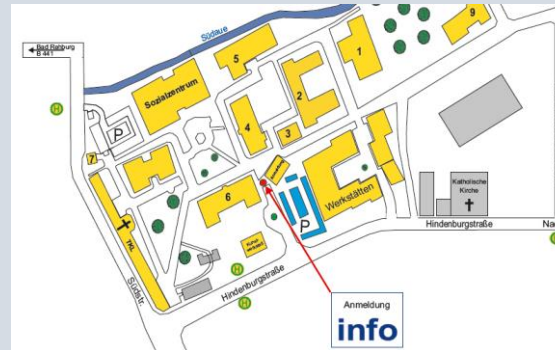 Südaue
Bad Rehburg
B 441
H
P
Sozialzentrum
5
1
9
2
4
3
7
6
Werkstätten
P
Katholische
Kirche
Hindenburgstraße
Südstr.
Hindenburgstraße
H
H
Anmeldung
info